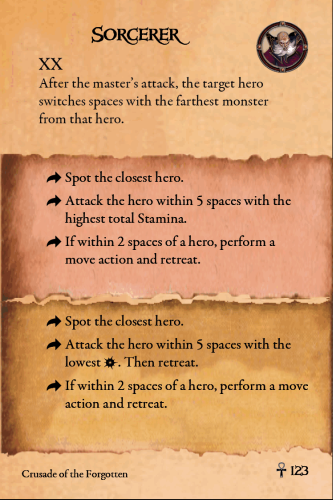 SORCERER
XX
After the master's attack, the target hero
switches spaces with the farthest monster
from that hero.
Spot the closest hero.
Attack the hero within 5 spaces with the
highest total Stamina.
If within 2 spaces of a hero, perform a
move action and retreat.
Spot the closest hero.
Attack the hero within 5 spaces with the
lowest . Then retreat.
If within 2 spaces of a hero, perform a move
action and retreat.
Crusade of the Forgotten
123